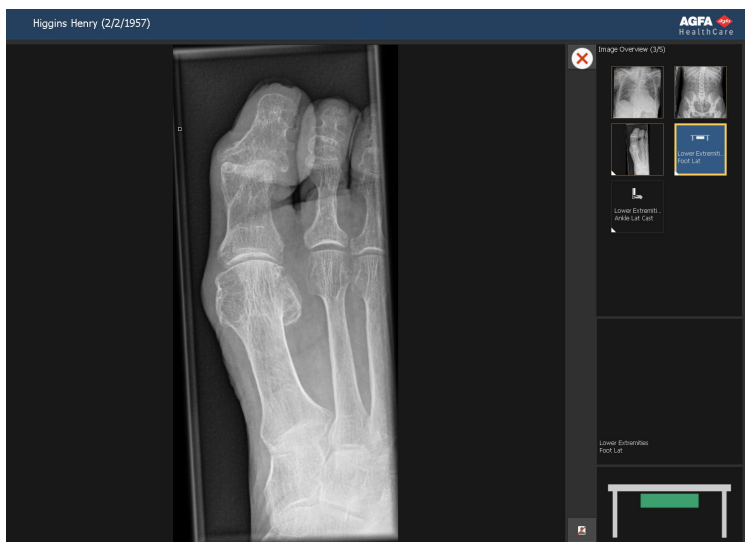 Higgins Henry (2/2/1957)
AGFA
HealthCare
Image Overview (3/5)
Lower Extremiti...
Foot Lat
Lower Extremiti...
Ankle Lat Cast
Lower Extremities
Foot Lat